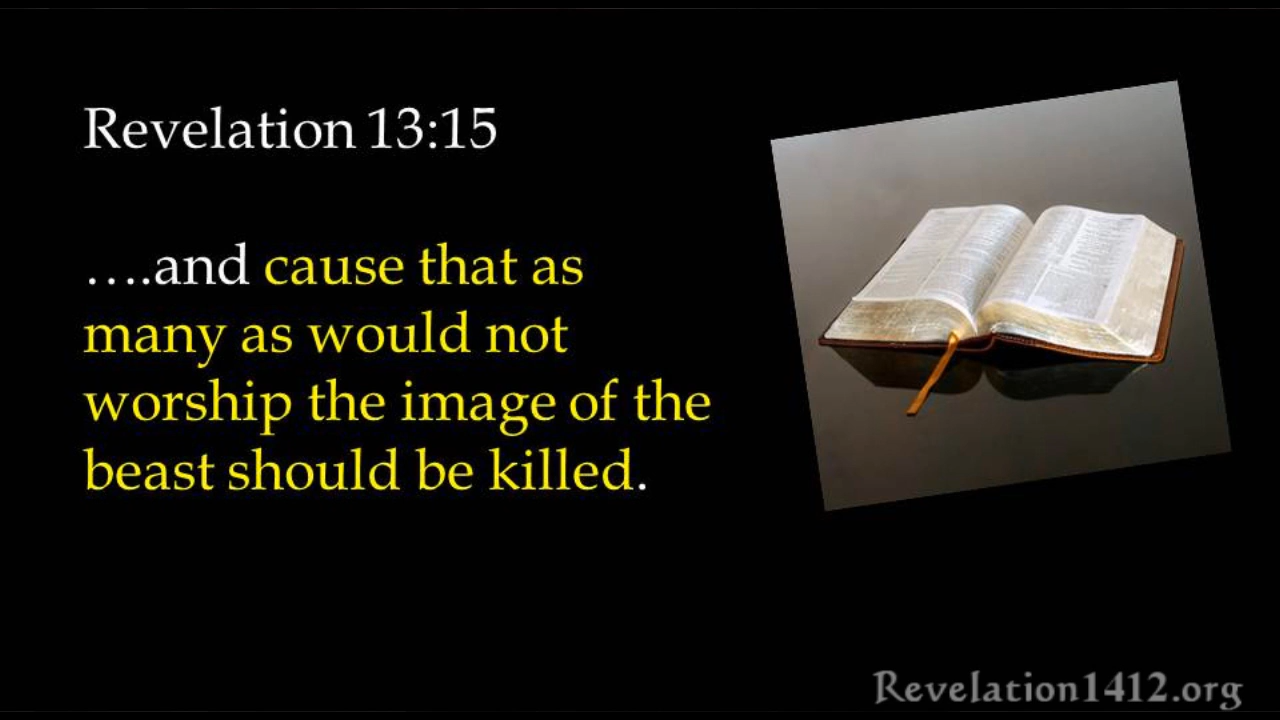 Revelation 13:15
….and cause that as
many as would not
worship the image of the
beast should be killed.
Revelation1412.org